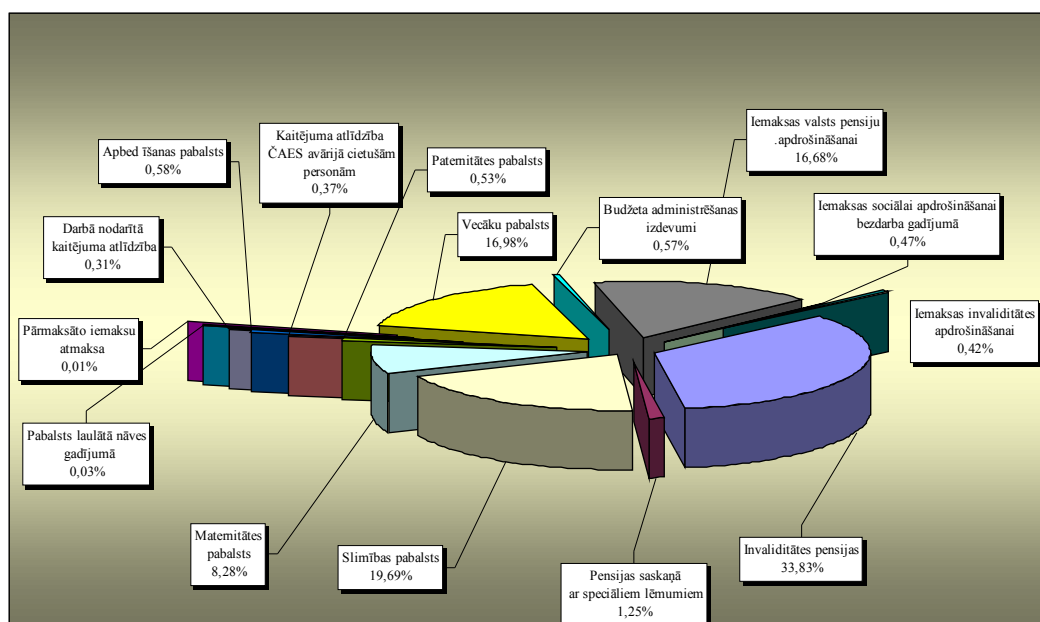 Iemaksas valsts pensiju
.apdrošināšanai
16,68%
Kaitējuma atlīdzība
ČAES avārijā cietušām
personām
0,37%
Apbed īšanas pabalsts
0,58%
Paternitātes pabalsts
0,53%
Budžeta administrēšanas
izdevumi
0,57%
Iemaksas sociālai apdrošināšanai
bezdarba gadījumā
0,47%
Darbā nodarītā
kaitējuma atlīdzība
0,31%
Vecāku pabalsts
16,98%
Pārmaksāto iemaksu
atmaksa
0,01%
Iemaksas invaliditātes
apdrošināšanai
0,42%
Pabalsts laulātā nāves
gadījumā
0,03%
Maternitātes
pabalsts
8,28%
Slimības pabalsts
19,69%
Pensijas saskaņā
ar speciāliem lēmumiem
1,25%
Invaliditātes pensijas
33,83%